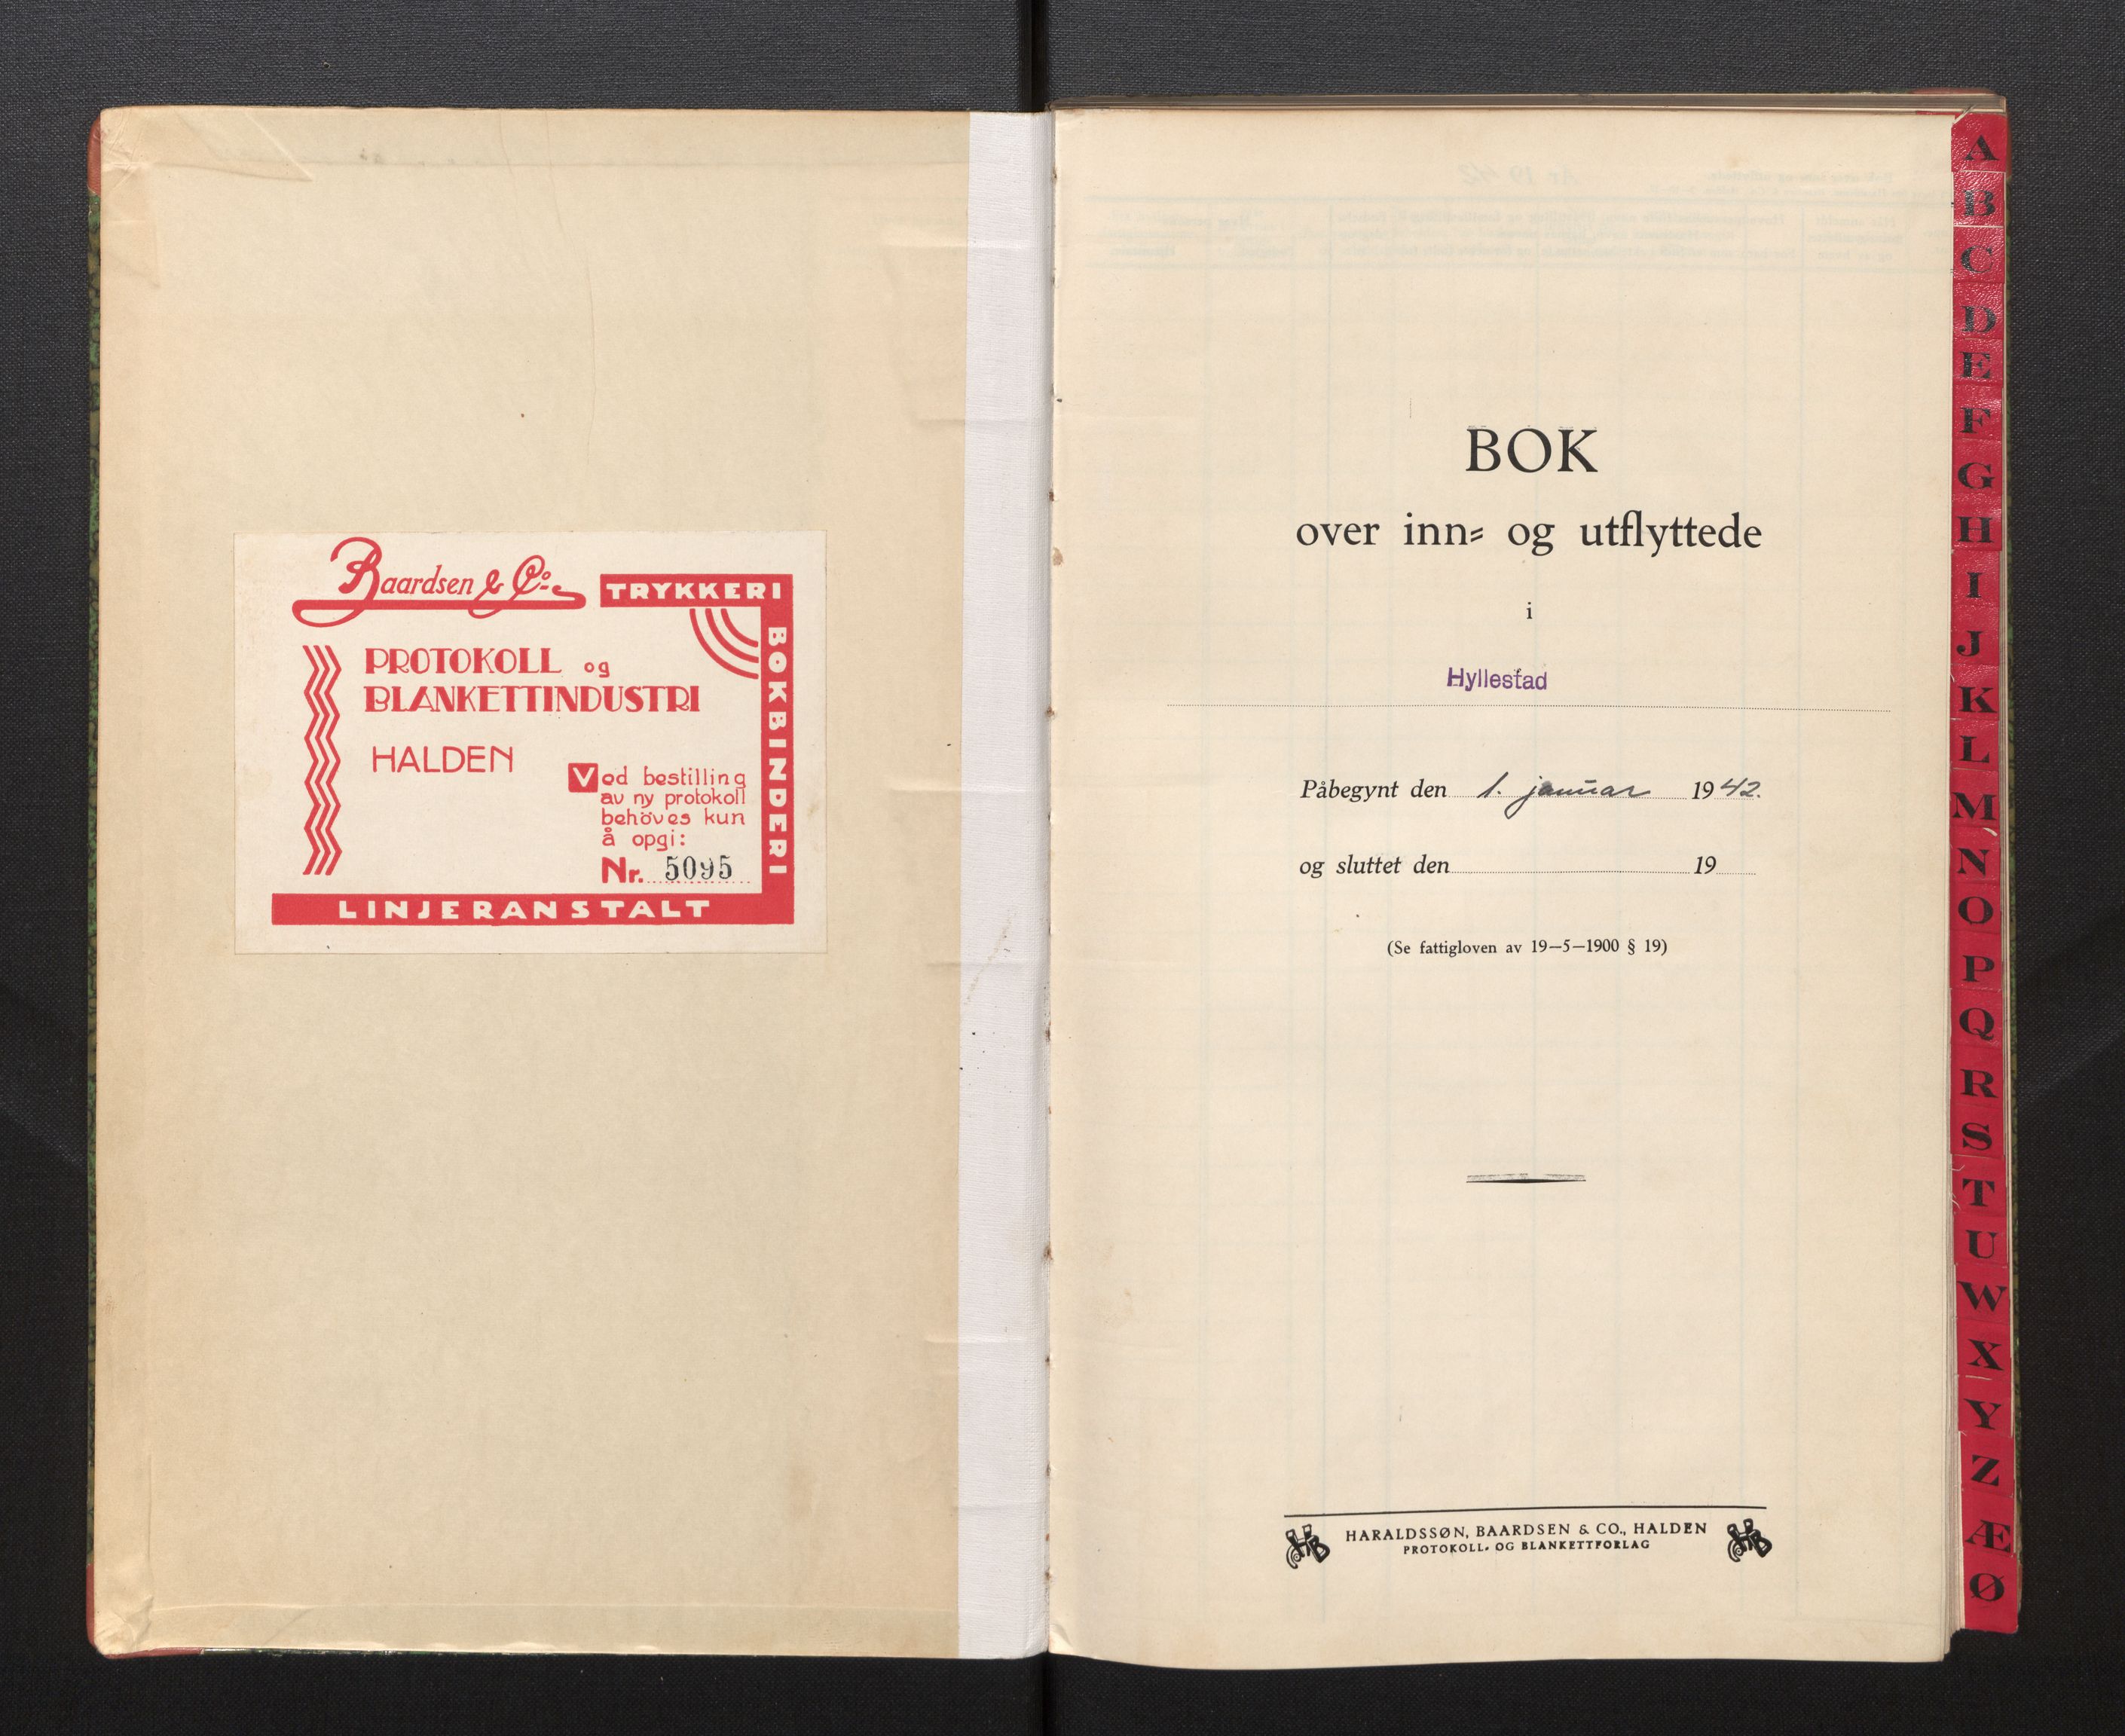 Baardsen & Co.
TRYKKERI
BOKBINDERI
PROTOKOLL og
BLANKETTINDUSTRI
HALDEN
Ved bestilling
av ny protokoll
behöves kun
å opgi:
Nr. 5095
LINJERANSTALT
BOK
over inn= og utflyttede
i
Hyllestad
Påbegynt den 1. januar 1942.
og sluttet den 19
(Se fattigloven av 19—5—1900 § 19)
HB HARALDSSØN, BAARDSEN & CO., HALDEN HB
PROTOKOLL- OG BLANKETTFORLAG
A
B
C
D
E
F
G
H
I
J
K
L
M
N
O
P
Q
R
S
T
U
W
X
Y
Z
Æ
Ø